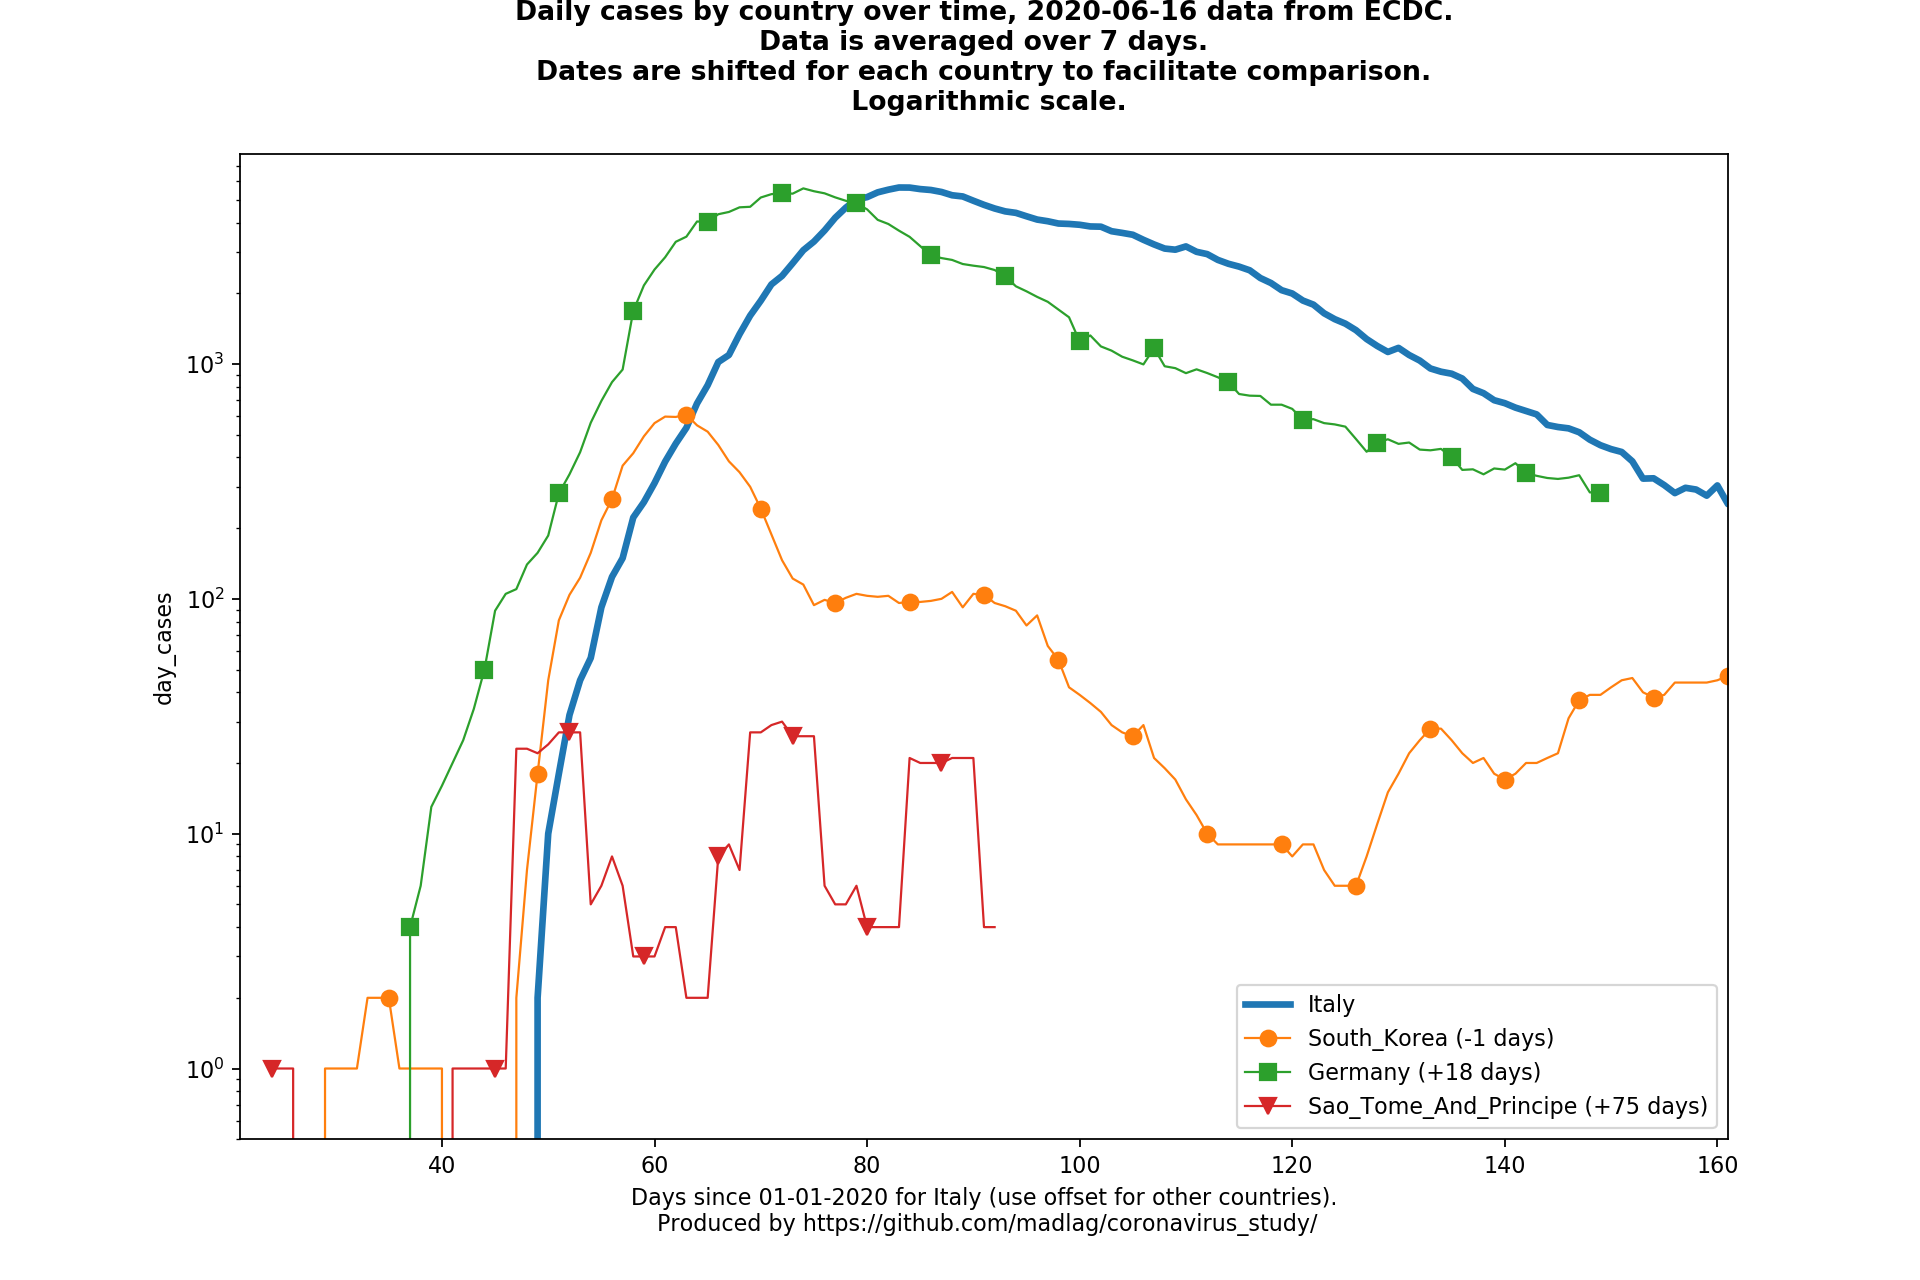 Daily cases by country over time, 2020-06-16 data from ECDC.
Data is averaged over 7 days.
Dates are shifted for each country to facilitate comparison.
Logarithmic scale.
day_cases
10³
10²
10¹
10⁰
40 60 80 100 120 140 160
Italy
South_Korea (-1 days)
Germany (+18 days)
Sao_Tome_And_Principe (+75 days)
Days since 01-01-2020 for Italy (use offset for other countries).
Produced by https://github.com/madlag/coronavirus_study/